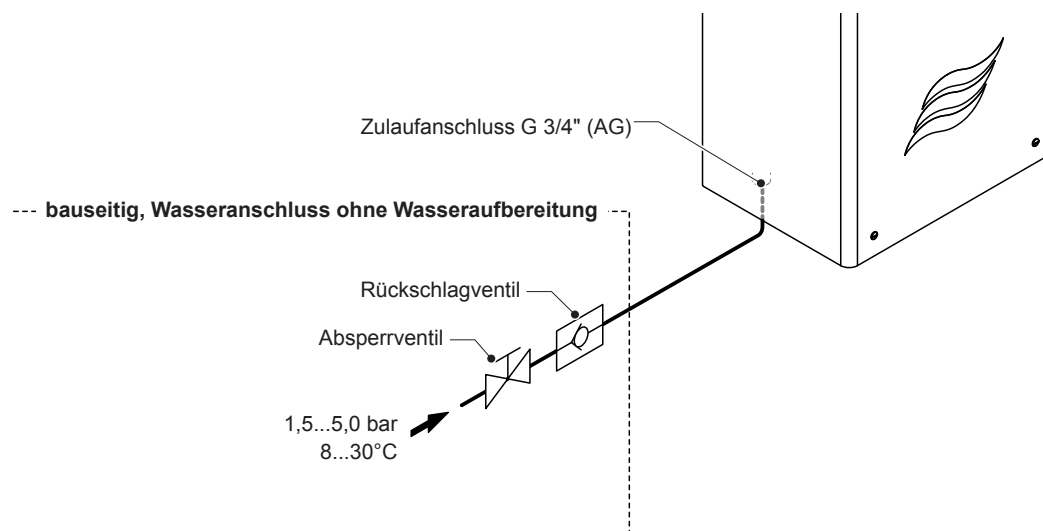 Zulaufanschluss G 3/4" (AG)
bauseitig, Wasseranschluss ohne Wasseraufbereitung
Rückschlagventil
Absperrventil
1,5...5,0 bar
8...30°C